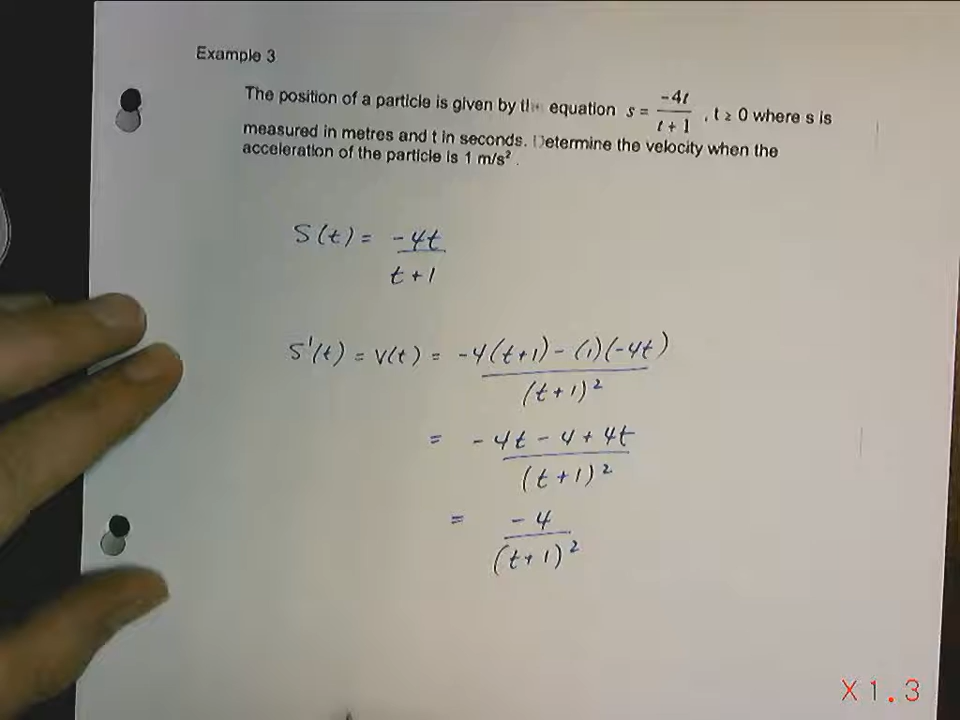 Example 3
The position of a particle is given by the equation s = -4t / t + 1 , t ≥ 0 where s is
measured in metres and t in seconds. Determine the velocity when the
acceleration of the particle is 1 m/s² .
S(t) = -4t / t + 1
S'(t) = V(t) = -4(t+1) - (1)(-4t) / (t+1)²
= -4t - 4 + 4t / (t+1)²
= -4 / (t+1)²
X1.3